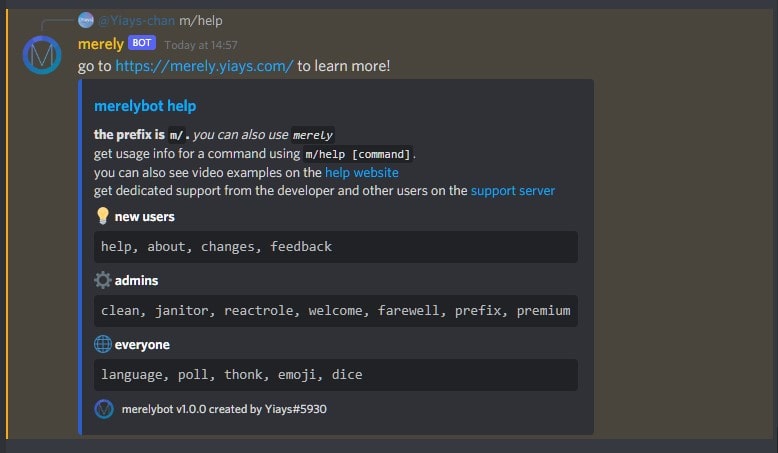 @Yiays-chan m/help
merely BOT Today at 14:57
go to https://merely.yiays.com/ to learn more!
merelybot help
the prefix is m/. you can also use merely
get usage info for a command using m/help [command].
you can also see video examples on the help website
get dedicated support from the developer and other users on the support server
new users
help, about, changes, feedback
admins
clean, janitor, reactrole, welcome, farewell, prefix, premium
everyone
language, poll, thonk, emoji, dice
merelybot v1.0.0 created by Yiays#5930